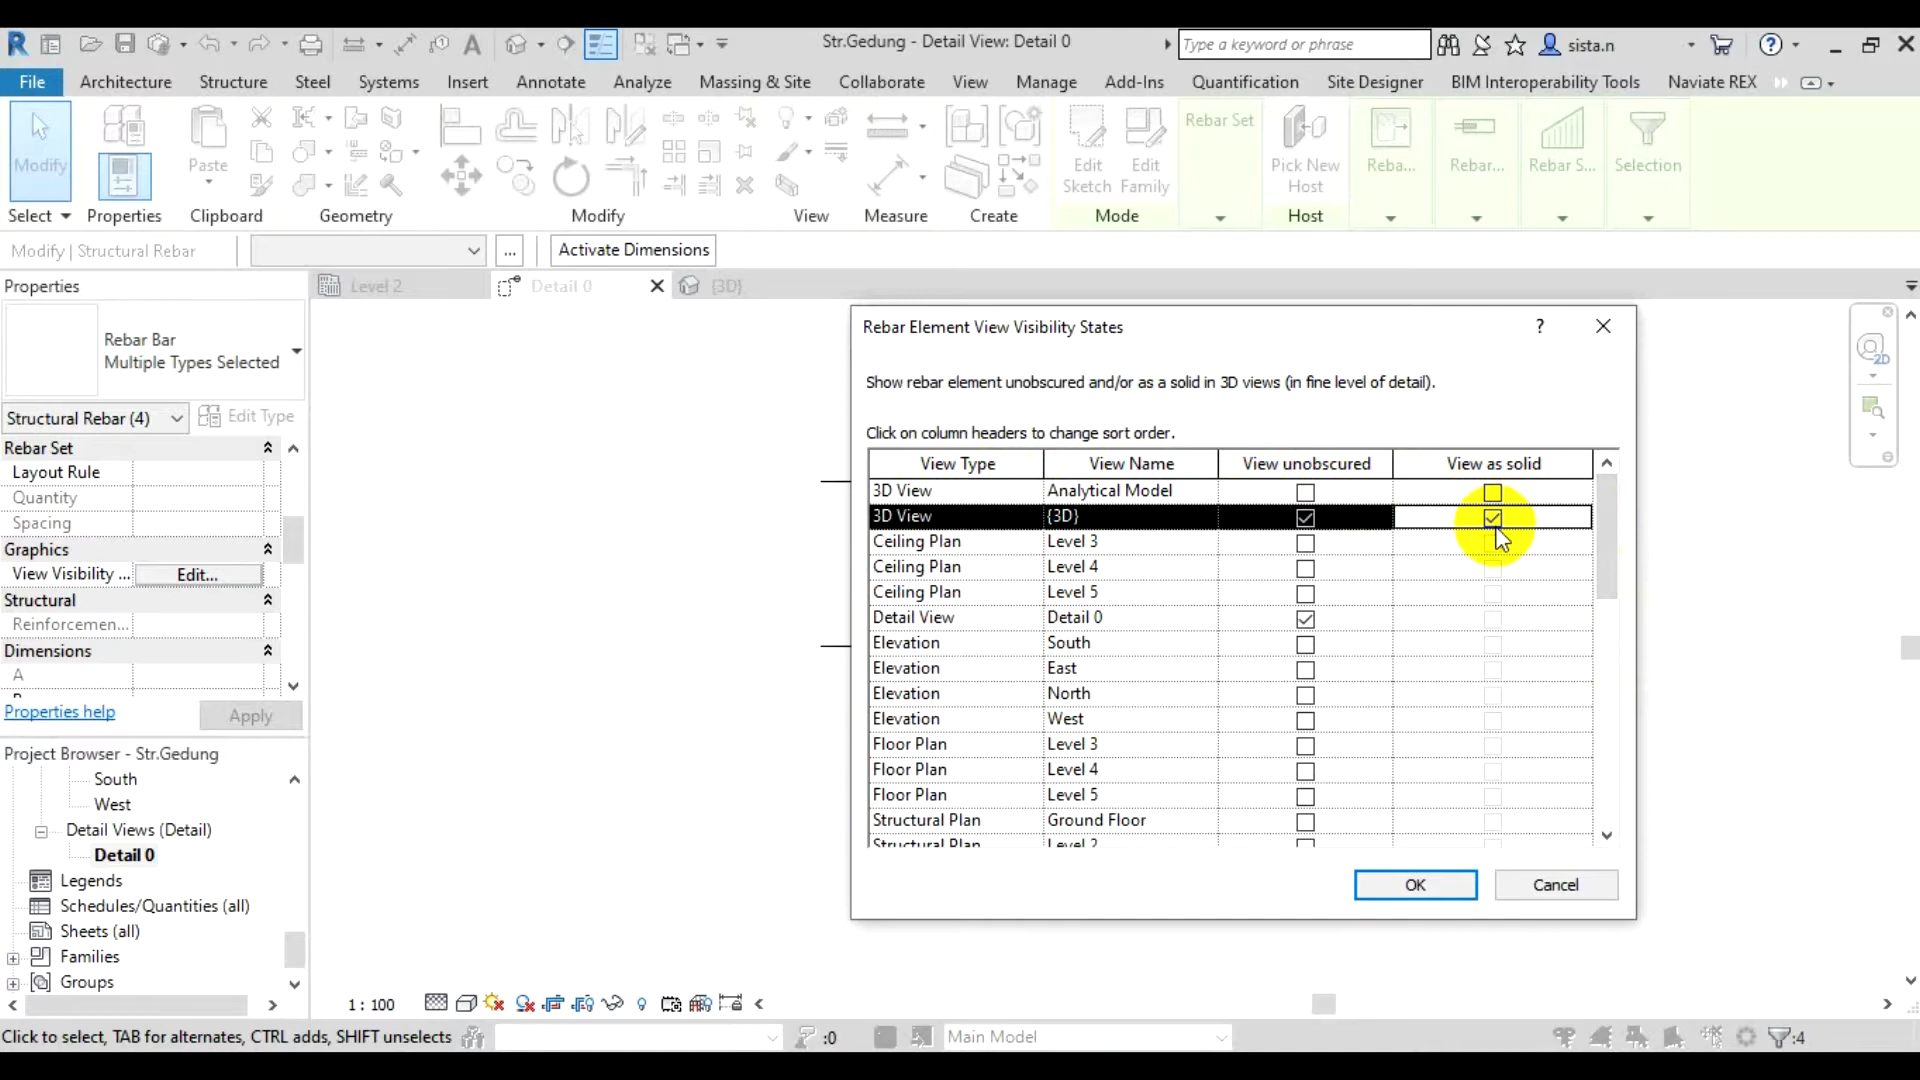 Str.Gedung - Detail View: Detail 0
Type a keyword or phrase
sista.n
File Architecture Structure Steel Systems Insert Annotate Analyze Massing & Site Collaborate View Manage Add-Ins Quantification Site Designer BIM Interoperability Tools Naviate REX
Modify
Paste
Edit Sketch
Edit Family
Rebar Set
Pick New Host
Reba...
Rebar...
Rebar S...
Selection
Select Properties Clipboard Geometry Modify View Measure Create Mode Host
Modify | Structural Rebar
...
Activate Dimensions
Properties
Level 2
Detail 0
{3D}
Rebar Bar
Multiple Types Selected
Structural Rebar (4)
Edit Type
Rebar Set
Layout Rule
Quantity
Spacing
Graphics
View Visibility ...
Edit...
Structural
Reinforcemen...
Dimensions
A
Properties help
Apply
Project Browser - Str.Gedung
South
West
Detail Views (Detail)
Detail 0
Legends
Schedules/Quantities (all)
Sheets (all)
Families
Groups
Rebar Element View Visibility States
?
Show rebar element unobscured and/or as a solid in 3D views (in fine level of detail).
Click on column headers to change sort order.
View Type View Name View unobscured View as solid
3D View Analytical Model
3D View {3D}
Ceiling Plan Level 3
Ceiling Plan Level 4
Ceiling Plan Level 5
Detail View Detail 0
Elevation South
Elevation East
Elevation North
Elevation West
Floor Plan Level 3
Floor Plan Level 4
Floor Plan Level 5
Structural Plan Ground Floor
Structural Plan Level 2
OK
Cancel
2D
1 : 100
Click to select, TAB for alternates, CTRL adds, SHIFT unselects
:0
Main Model
:4